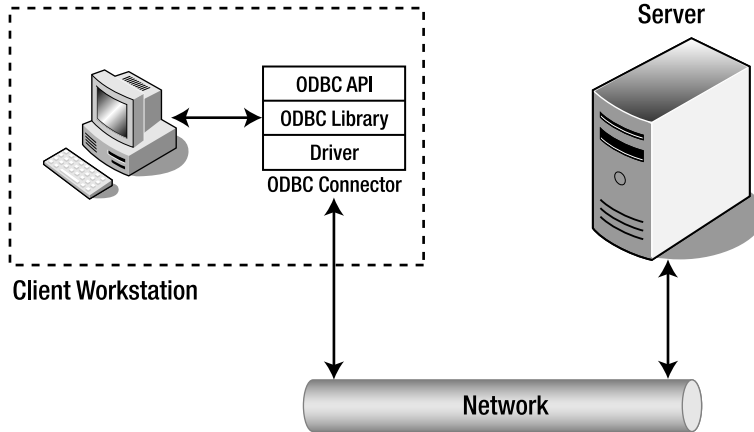 Server
ODBC API
ODBC Library
Driver
ODBC Connector
Client Workstation
Network